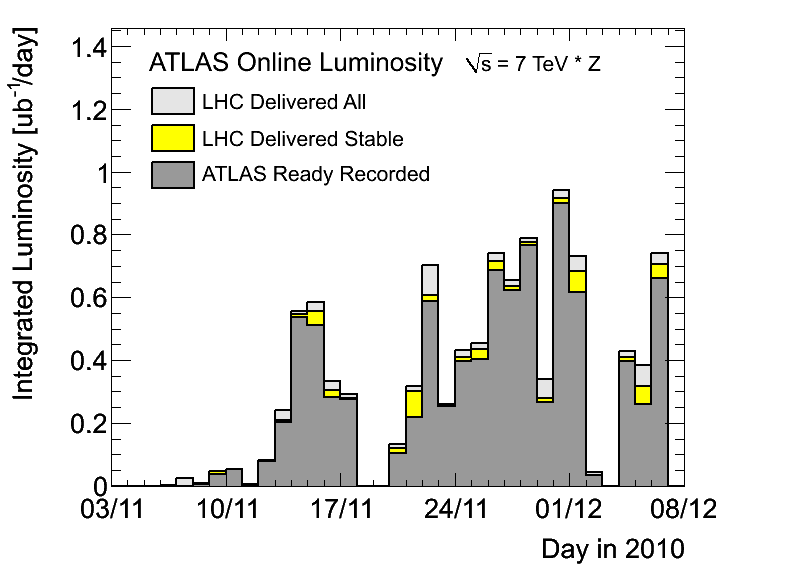 ATLAS Online Luminosity √s = 7 TeV * Z
LHC Delivered All
LHC Delivered Stable
ATLAS Ready Recorded
Integrated Luminosity [ub⁻¹/day]
1.4
1.2
1
0.8
0.6
0.4
0.2
0
03/11 10/11 17/11 24/11 01/12 08/12
Day in 2010